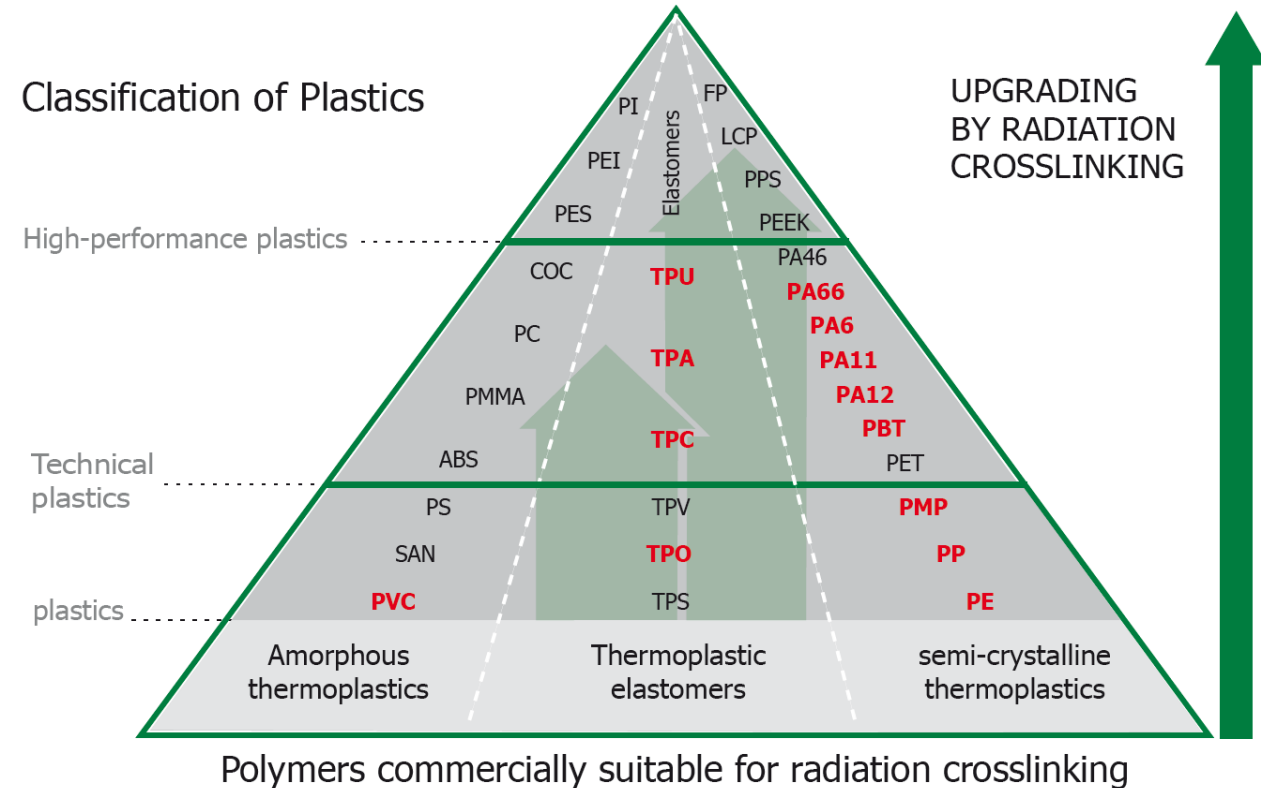 Classification of Plastics
UPGRADING
BY RADIATION
CROSSLINKING
PI
PEI
PES
Elastomers
FP
LCP
PPS
PEEK
High-performance plastics
COC
PC
PMMA
ABS
TPU
TPA
TPC
PA46
PA66
PA6
PA11
PA12
PBT
PET
Technical
plastics
PS
SAN
PVC
TPV
TPO
TPS
PMP
PP
PE
plastics
Amorphous
thermoplastics
Thermoplastic
elastomers
semi-crystalline
thermoplastics
Polymers commercially suitable for radiation crosslinking